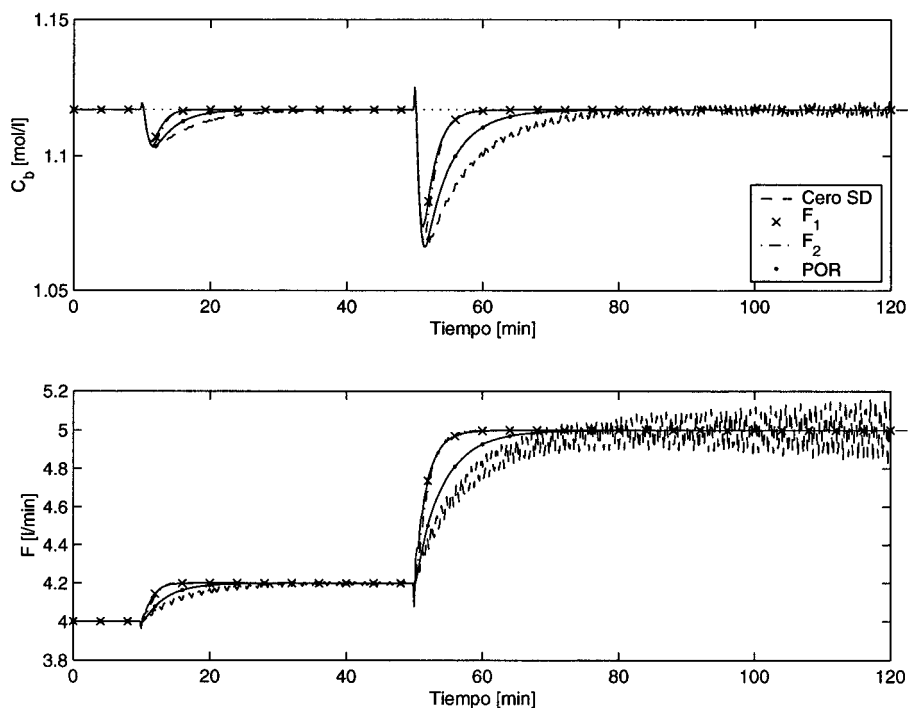 1.15
1.1
1.05
C_b [mol/l]
0 20 40 60 80 100 120
Tiempo [min]
Cero SD
F_1
F_2
POR
5.2
5
4.8
4.6
4.4
4.2
4
3.8
F [l/min]
0 20 40 60 80 100 120
Tiempo [min]